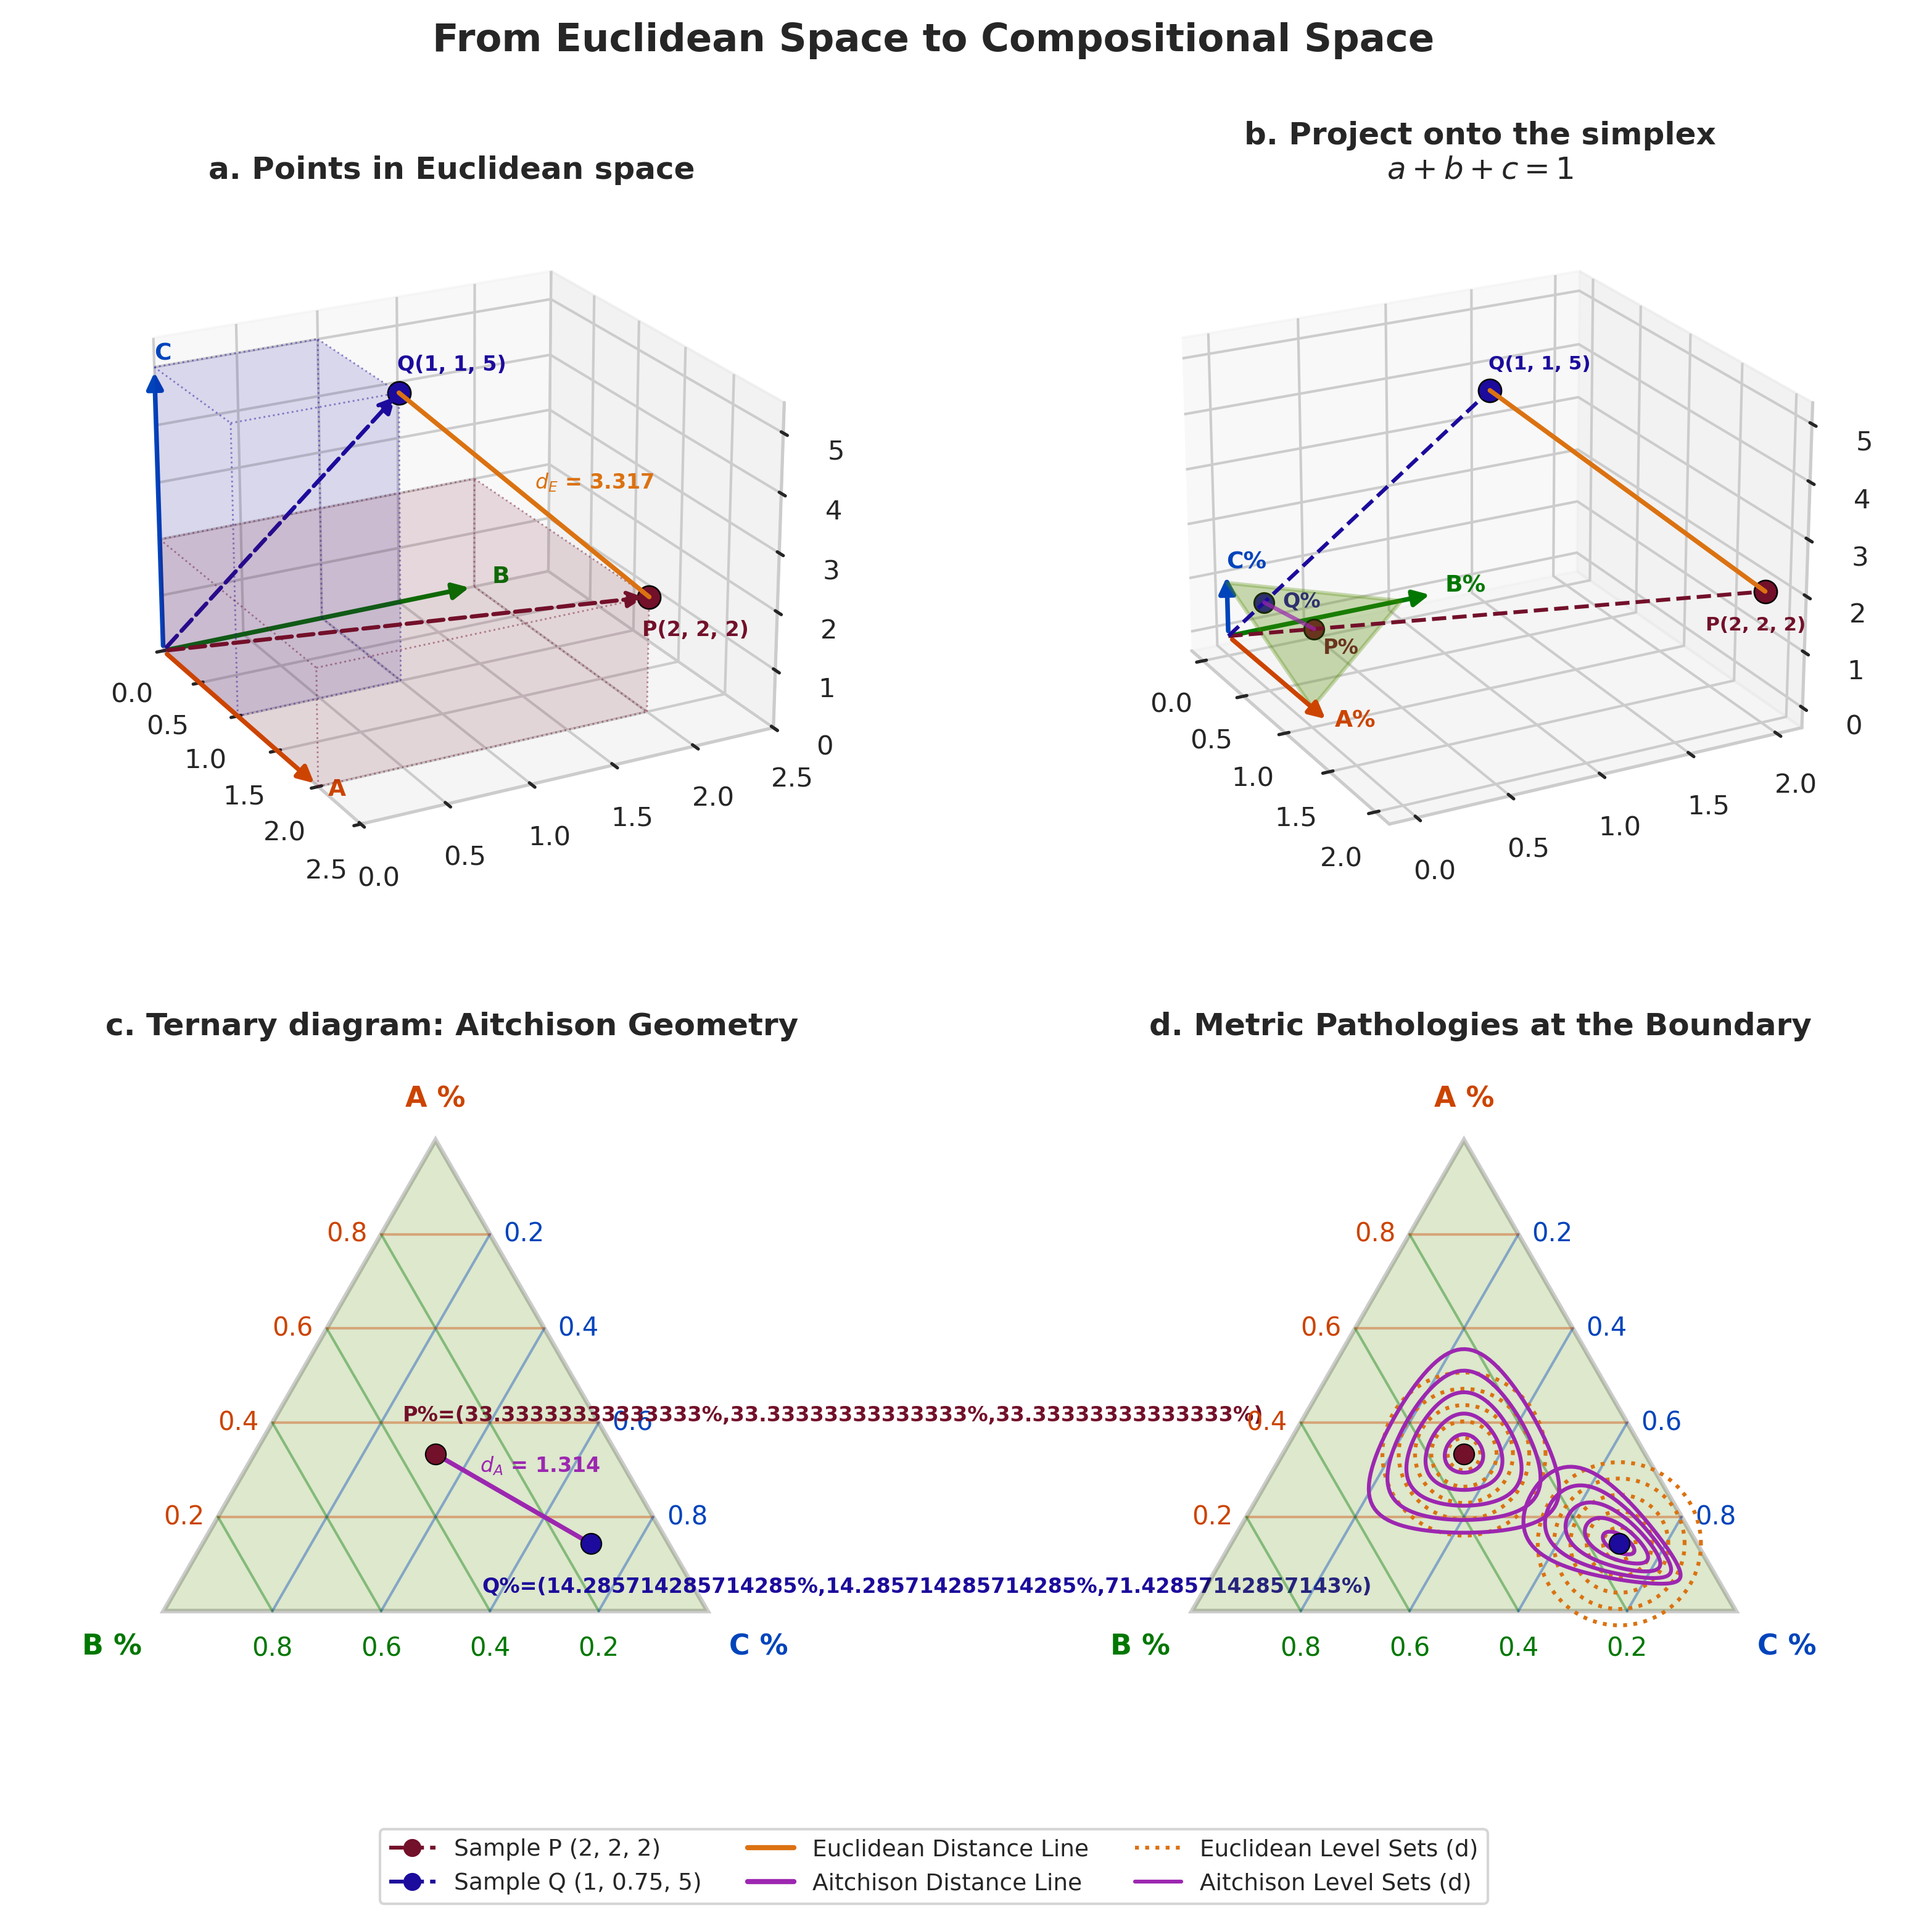 From Euclidean Space to Compositional Space
a. Points in Euclidean space
C
Q(1, 1, 5)
d_E = 3.317
B
P(2, 2, 2)
A
0.0
0.5
1.0
1.5
2.0
2.5
0.0
0.5
1.0
1.5
2.0
2.5
0
1
2
3
4
5
b. Project onto the simplex
a + b + c = 1
Q(1, 1, 5)
C%
Q%
B%
P%
P(2, 2, 2)
A%
0.0
0.5
1.0
1.5
2.0
0.0
0.5
1.0
1.5
2.0
0
1
2
3
4
5
c. Ternary diagram: Aitchison Geometry
A %
0.8
0.2
0.6
0.4
0.4
0.6
P%=(33.33333333333333%,33.33333333333333%,33.33333333333333%)
d_A = 1.314
0.2
0.8
Q%=(14.285714285714285%,14.285714285714285%,71.42857142857143%)
B %
0.8
0.6
0.4
0.2
C %
d. Metric Pathologies at the Boundary
A %
0.8
0.2
0.6
0.4
0.4
0.6
0.2
0.8
B %
0.8
0.6
0.4
0.2
C %
Sample P (2, 2, 2)
Sample Q (1, 0.75, 5)
Euclidean Distance Line
Aitchison Distance Line
Euclidean Level Sets (d)
Aitchison Level Sets (d)